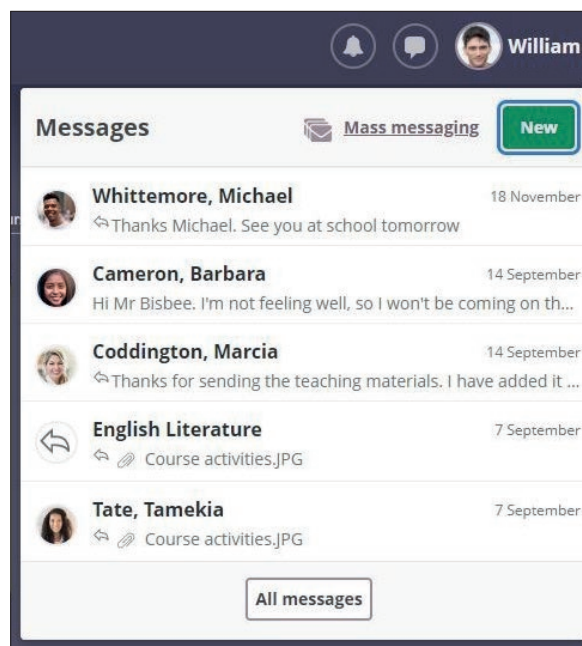 William
Messages
Mass messaging
New
Whittemore, Michael
18 November
Thanks Michael. See you at school tomorrow
Cameron, Barbara
14 September
Hi Mr Bisbee. I'm not feeling well, so I won't be coming on th...
Coddington, Marcia
14 September
Thanks for sending the teaching materials. I have added it ...
English Literature
7 September
Course activities.JPG
Tate, Tamekia
7 September
Course activities.JPG
All messages